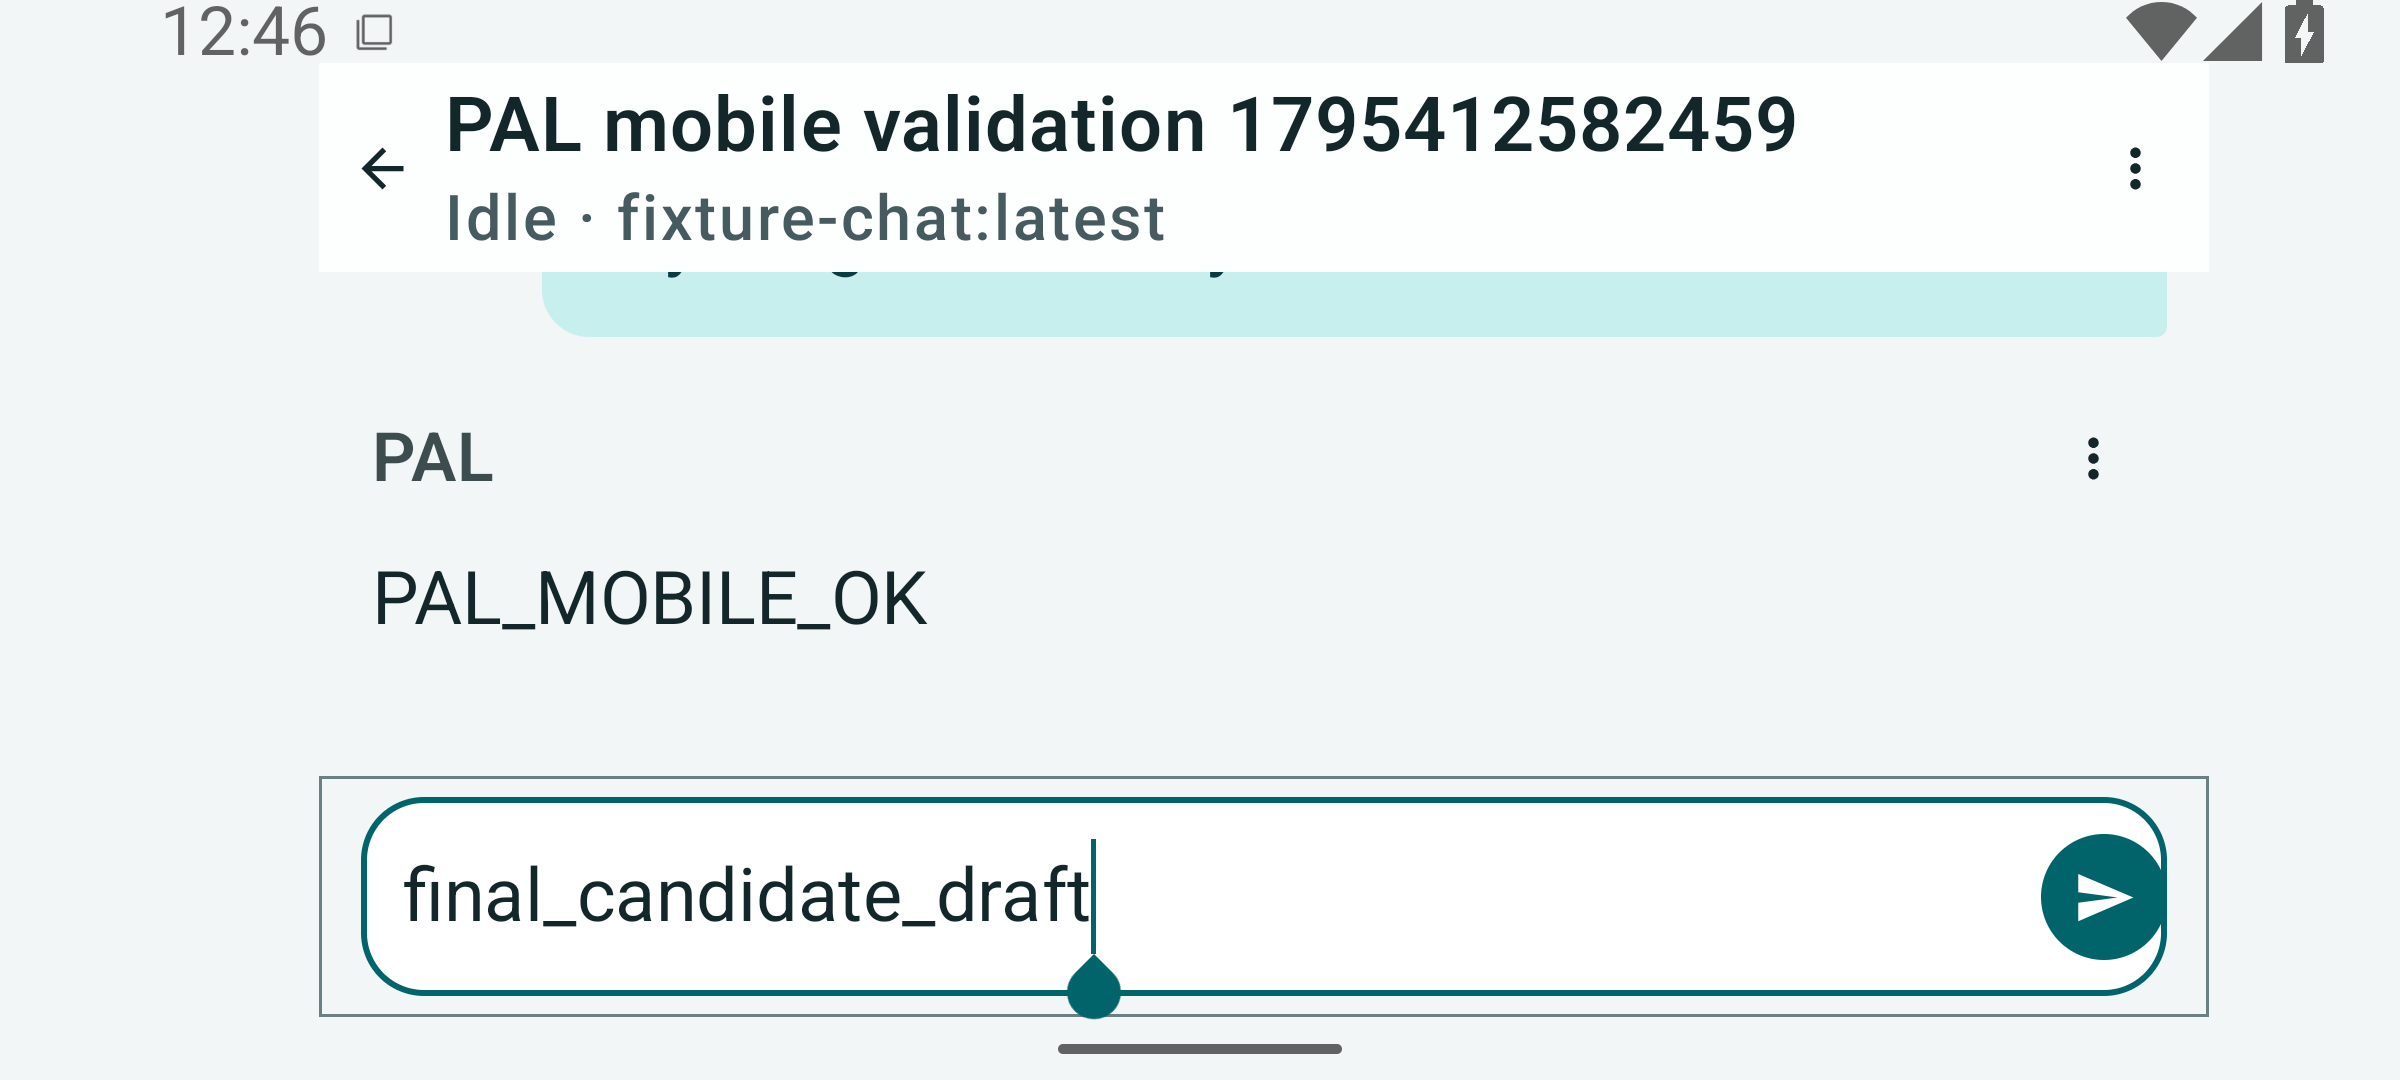 12:46
PAL mobile validation 1795412582459
Idle · fixture-chat:latest
PAL
PAL_MOBILE_OK
final_candidate_draft